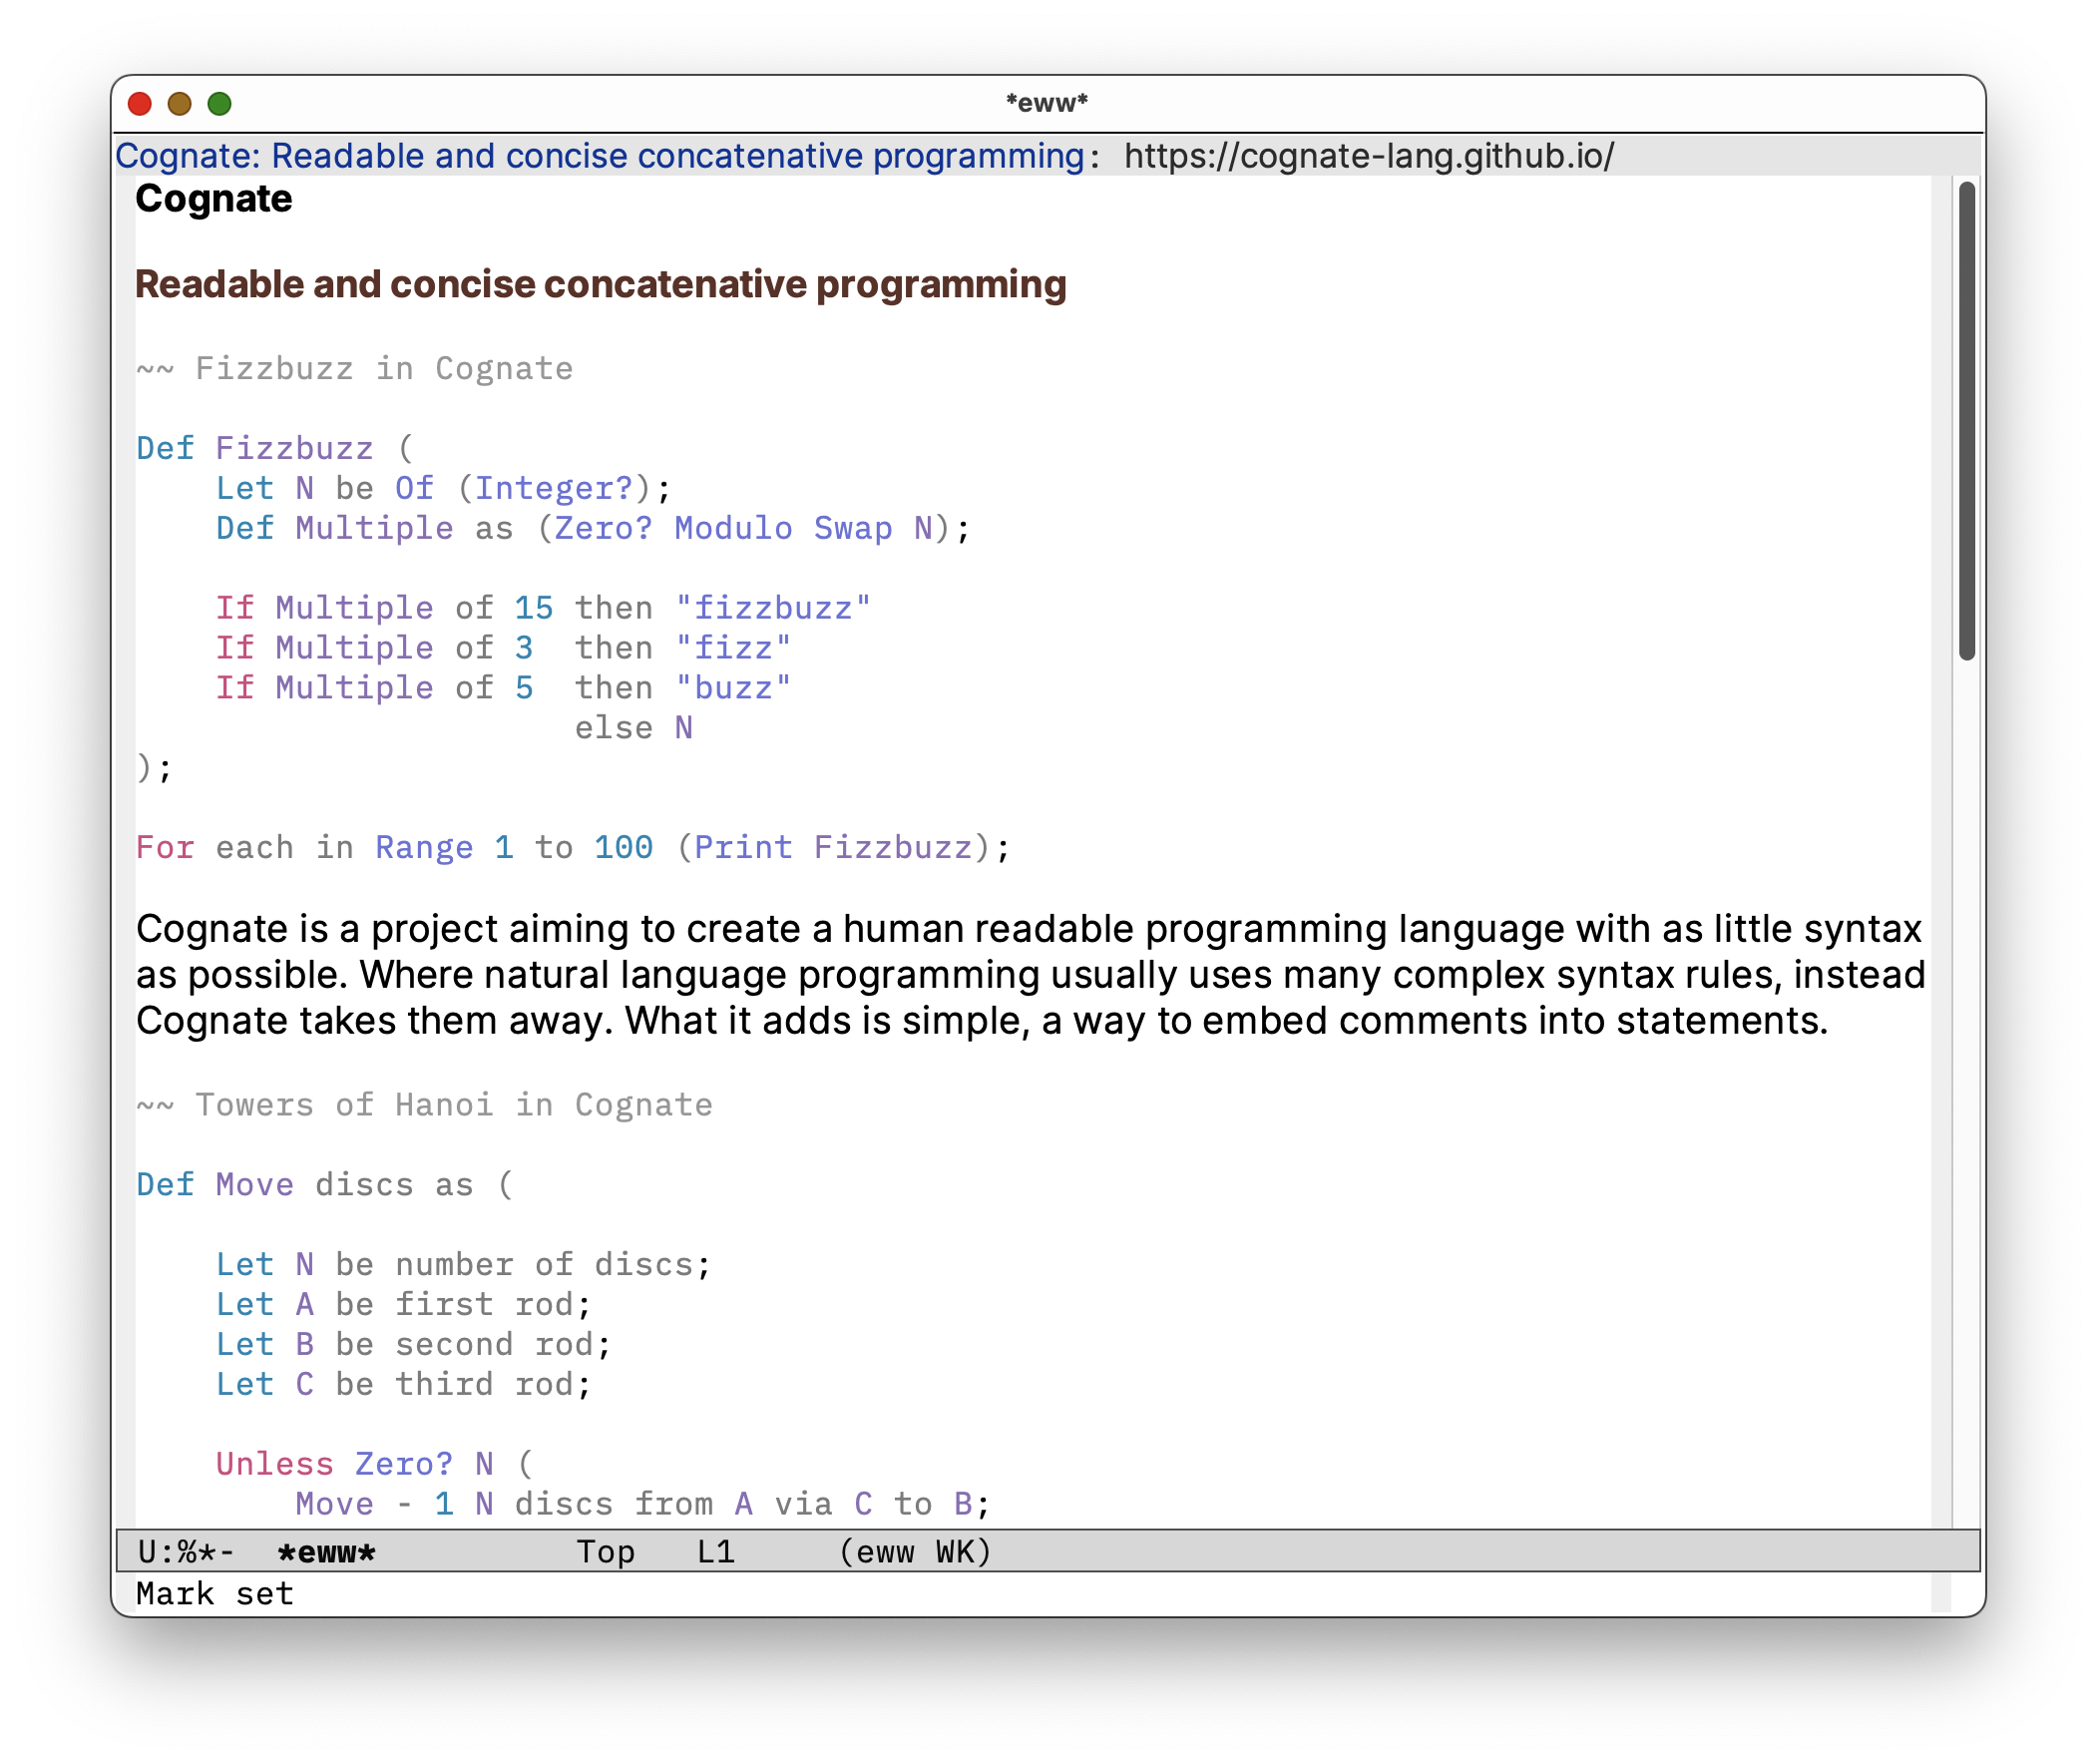 *eww*
Cognate: Readable and concise concatenative programming: https://cognate-lang.github.io/
Cognate
Readable and concise concatenative programming
~~ Fizzbuzz in Cognate
Def Fizzbuzz (
    Let N be Of (Integer?);
    Def Multiple as (Zero? Modulo Swap N);
    If Multiple of 15 then "fizzbuzz"
    If Multiple of 3  then "fizz"
    If Multiple of 5  then "buzz"
                      else N
);
For each in Range 1 to 100 (Print Fizzbuzz);
Cognate is a project aiming to create a human readable programming language with as little syntax
as possible. Where natural language programming usually uses many complex syntax rules, instead
Cognate takes them away. What it adds is simple, a way to embed comments into statements.
~~ Towers of Hanoi in Cognate
Def Move discs as (
    Let N be number of discs;
    Let A be first rod;
    Let B be second rod;
    Let C be third rod;
    Unless Zero? N (
        Move - 1 N discs from A via C to B;
U:%*-  *eww*          Top   L1     (eww WK)
Mark set